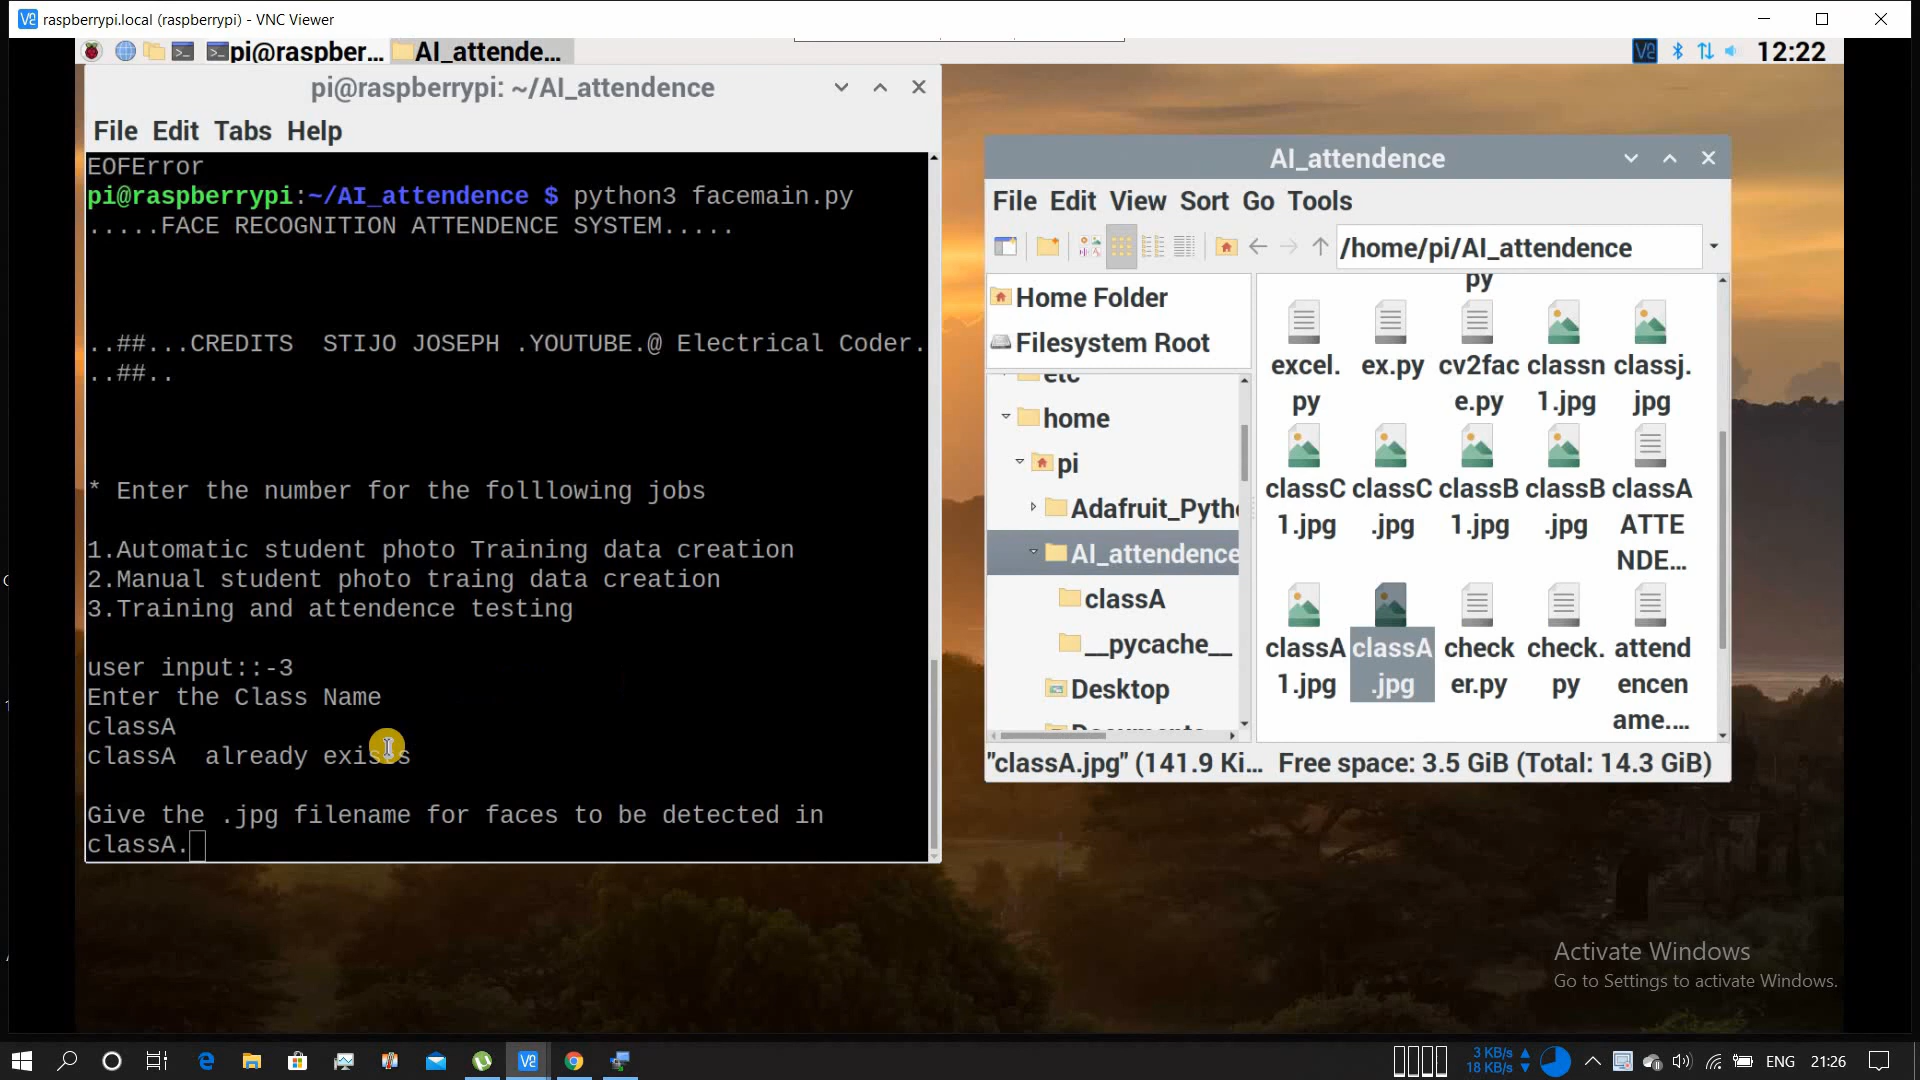 raspberrypi.local (raspberrypi) - VNC Viewer
pi@raspber...
AI_attende...
12:22
pi@raspberrypi: ~/AI_attendence
File Edit Tabs Help
EOFError
pi@raspberrypi:~/AI_attendence $ python3 facemain.py
.....FACE RECOGNITION ATTENDENCE SYSTEM.....
..##...CREDITS  STIJO JOSEPH .YOUTUBE.@ Electrical Coder.
..##..
* Enter the number for the folllowing jobs
1.Automatic student photo Training data creation
2.Manual student photo traing data creation
3.Training and attendence testing
user input::-3
Enter the Class Name
classA
classA  already exists
Give the .jpg filename for faces to be detected in
classA.
AI_attendence
File Edit View Sort Go Tools
/home/pi/AI_attendence
Home Folder
Filesystem Root
etc
home
pi
Adafruit_Pytho
AI_attendence
classA
__pycache__
Desktop
Documents
py
excel.
py
ex.py
cv2fac
e.py
classn
1.jpg
classj.
jpg
classC
1.jpg
classC
.jpg
classB
1.jpg
classB
.jpg
classA
ATTE
NDE...
classA
1.jpg
classA
.jpg
check
er.py
check.
py
attend
encen
ame....
"classA.jpg" (141.9 Ki...
Free space: 3.5 GiB (Total: 14.3 GiB)
Activate Windows
Go to Settings to activate Windows.
3 KB/s
18 KB/s
ENG
21:26